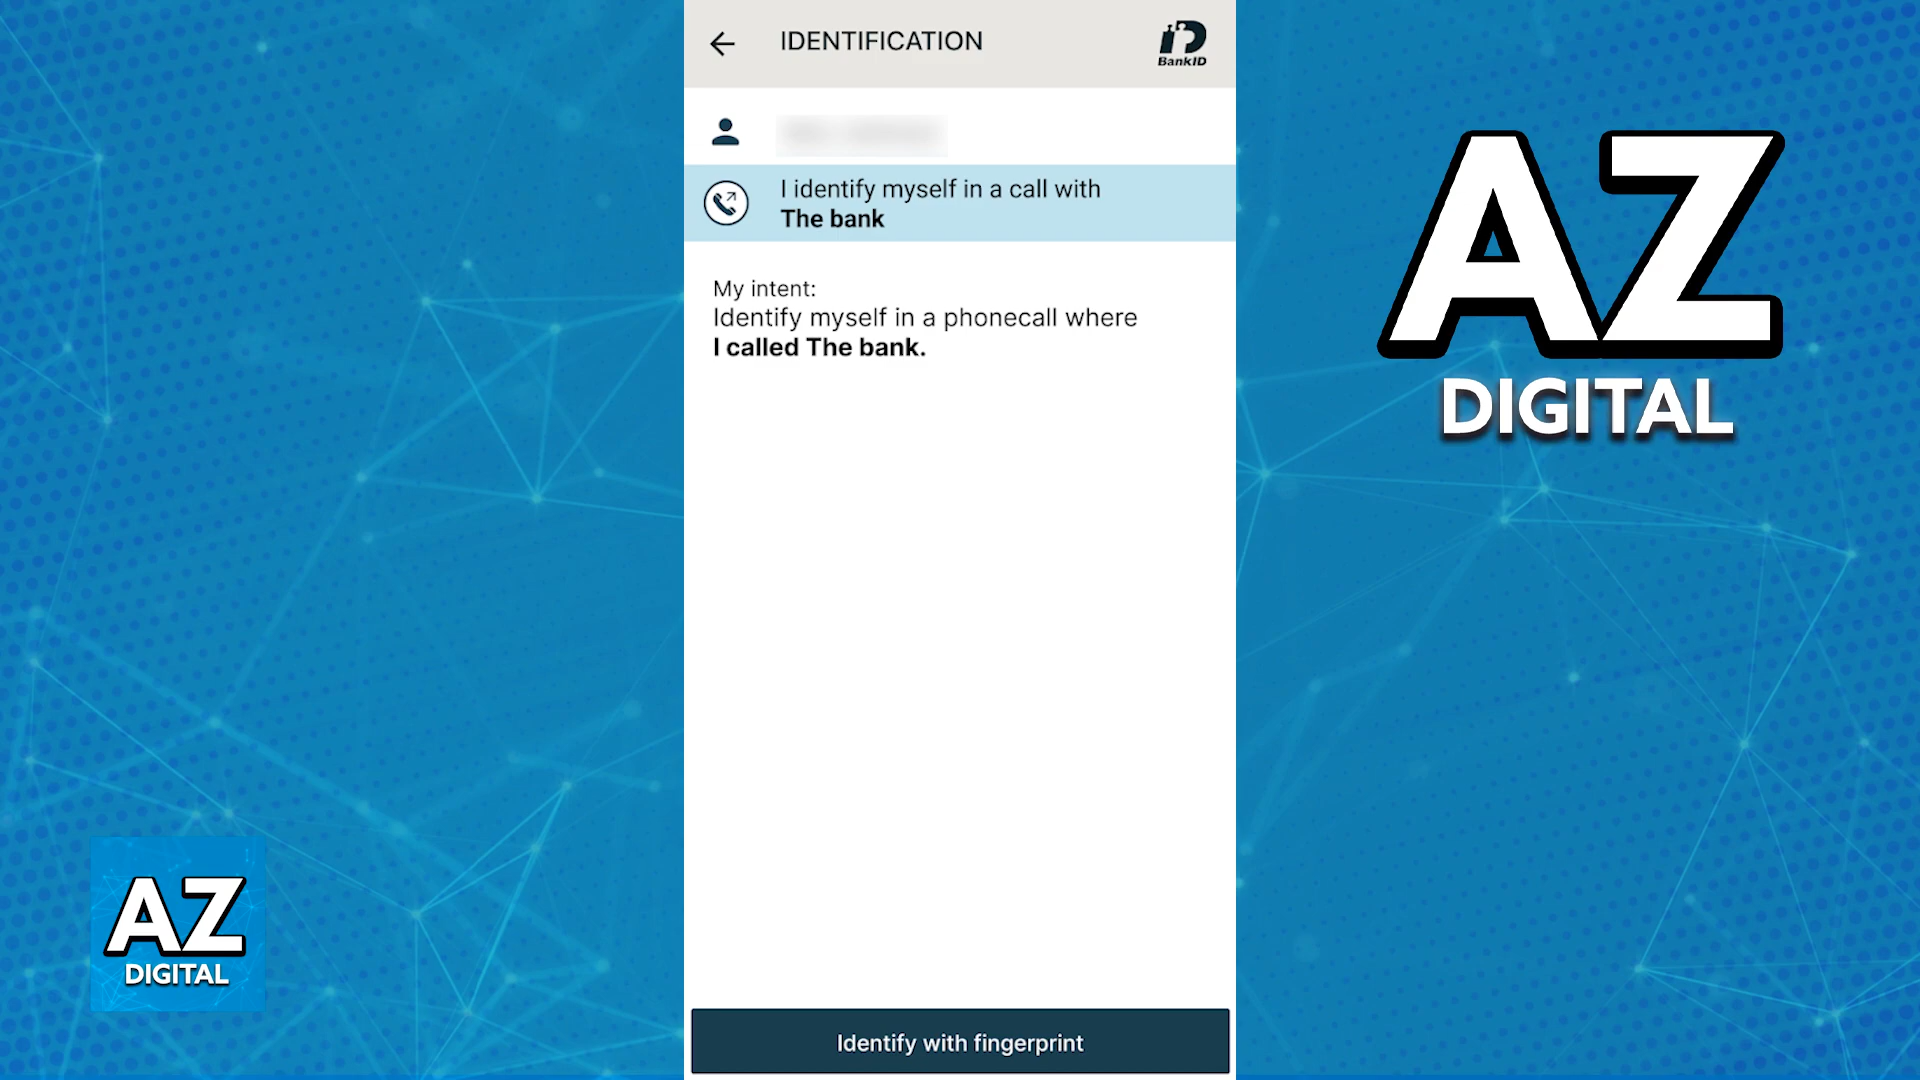 IDENTIFICATION
BankID
I identify myself in a call with
The bank
My intent:
Identify myself in a phonecall where
I called The bank.
Identify with fingerprint
AZ
DIGITAL
AZ
DIGITAL